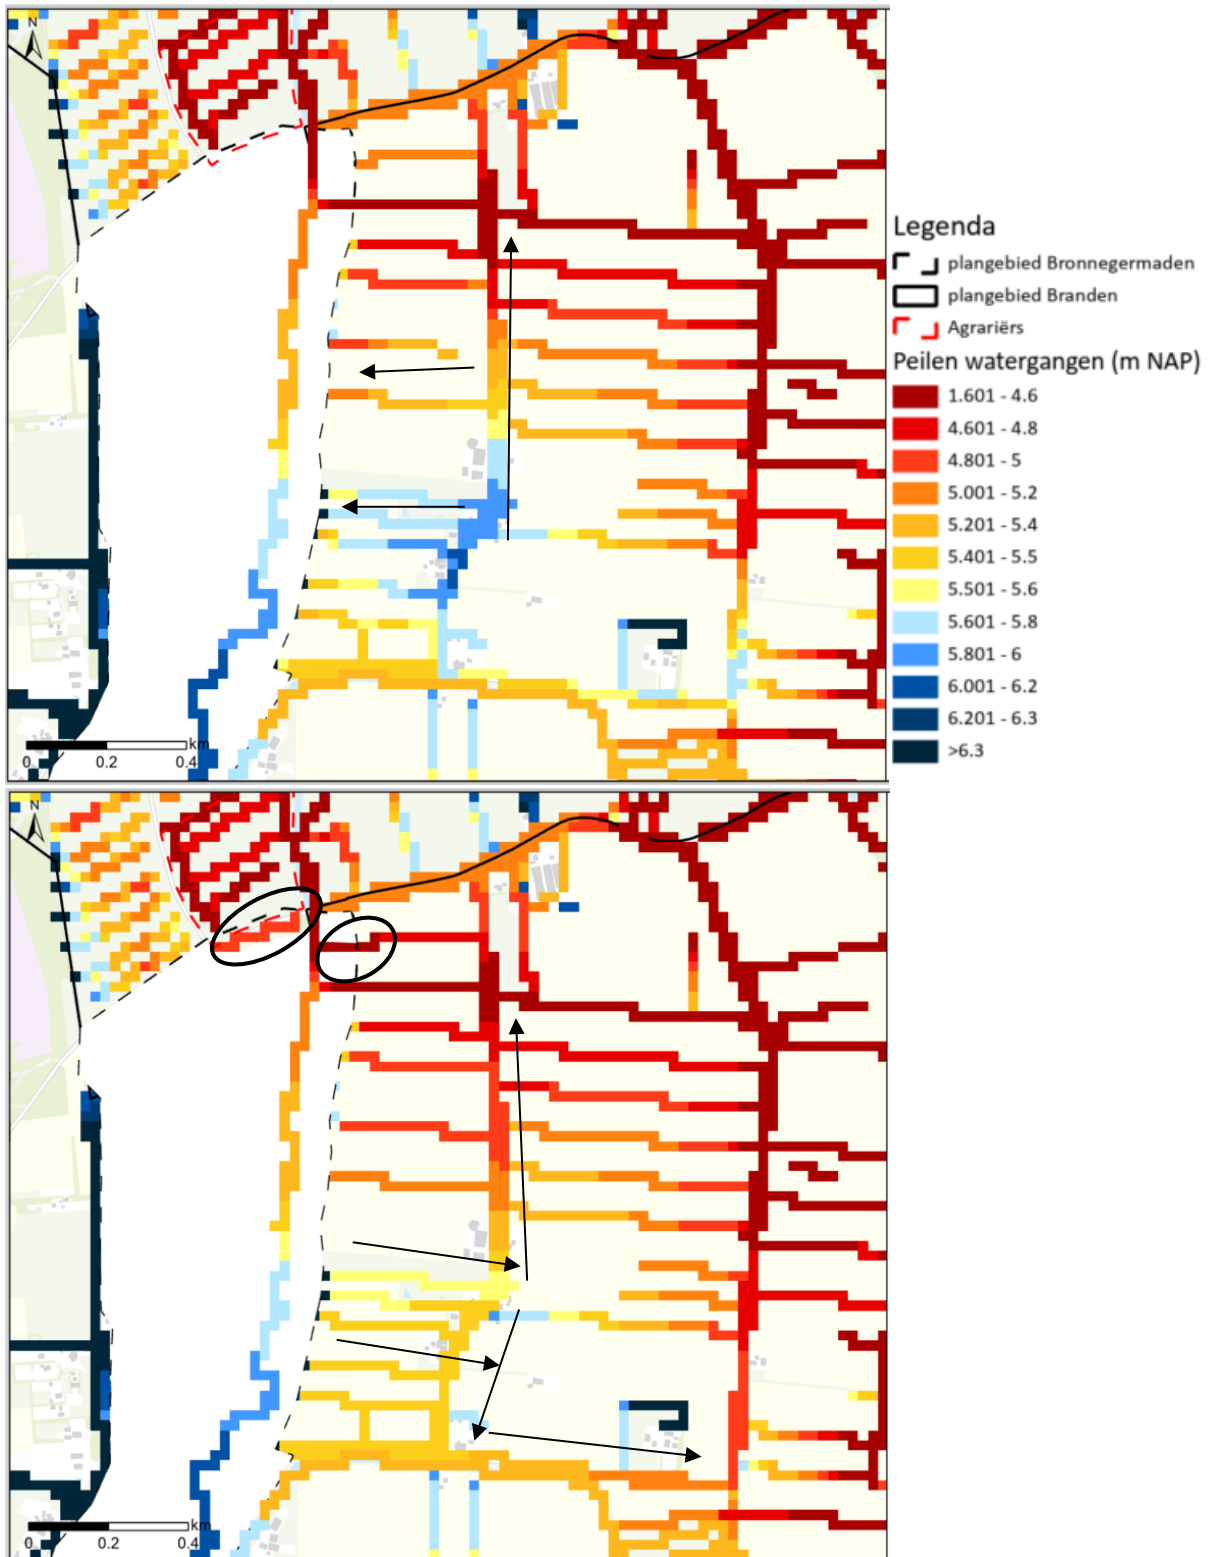 N
km
0
0.2
0.4
Legenda
plangebied Bronnegermaden
plangebied Branden
Agrariërs
Peilen watergangen (m NAP)
1.601 - 4.6
4.601 - 4.8
4.801 - 5
5.001 - 5.2
5.201 - 5.4
5.401 - 5.5
5.501 - 5.6
5.601 - 5.8
5.801 - 6
6.001 - 6.2
6.201 - 6.3
>6.3
N
km
0
0.2
0.4